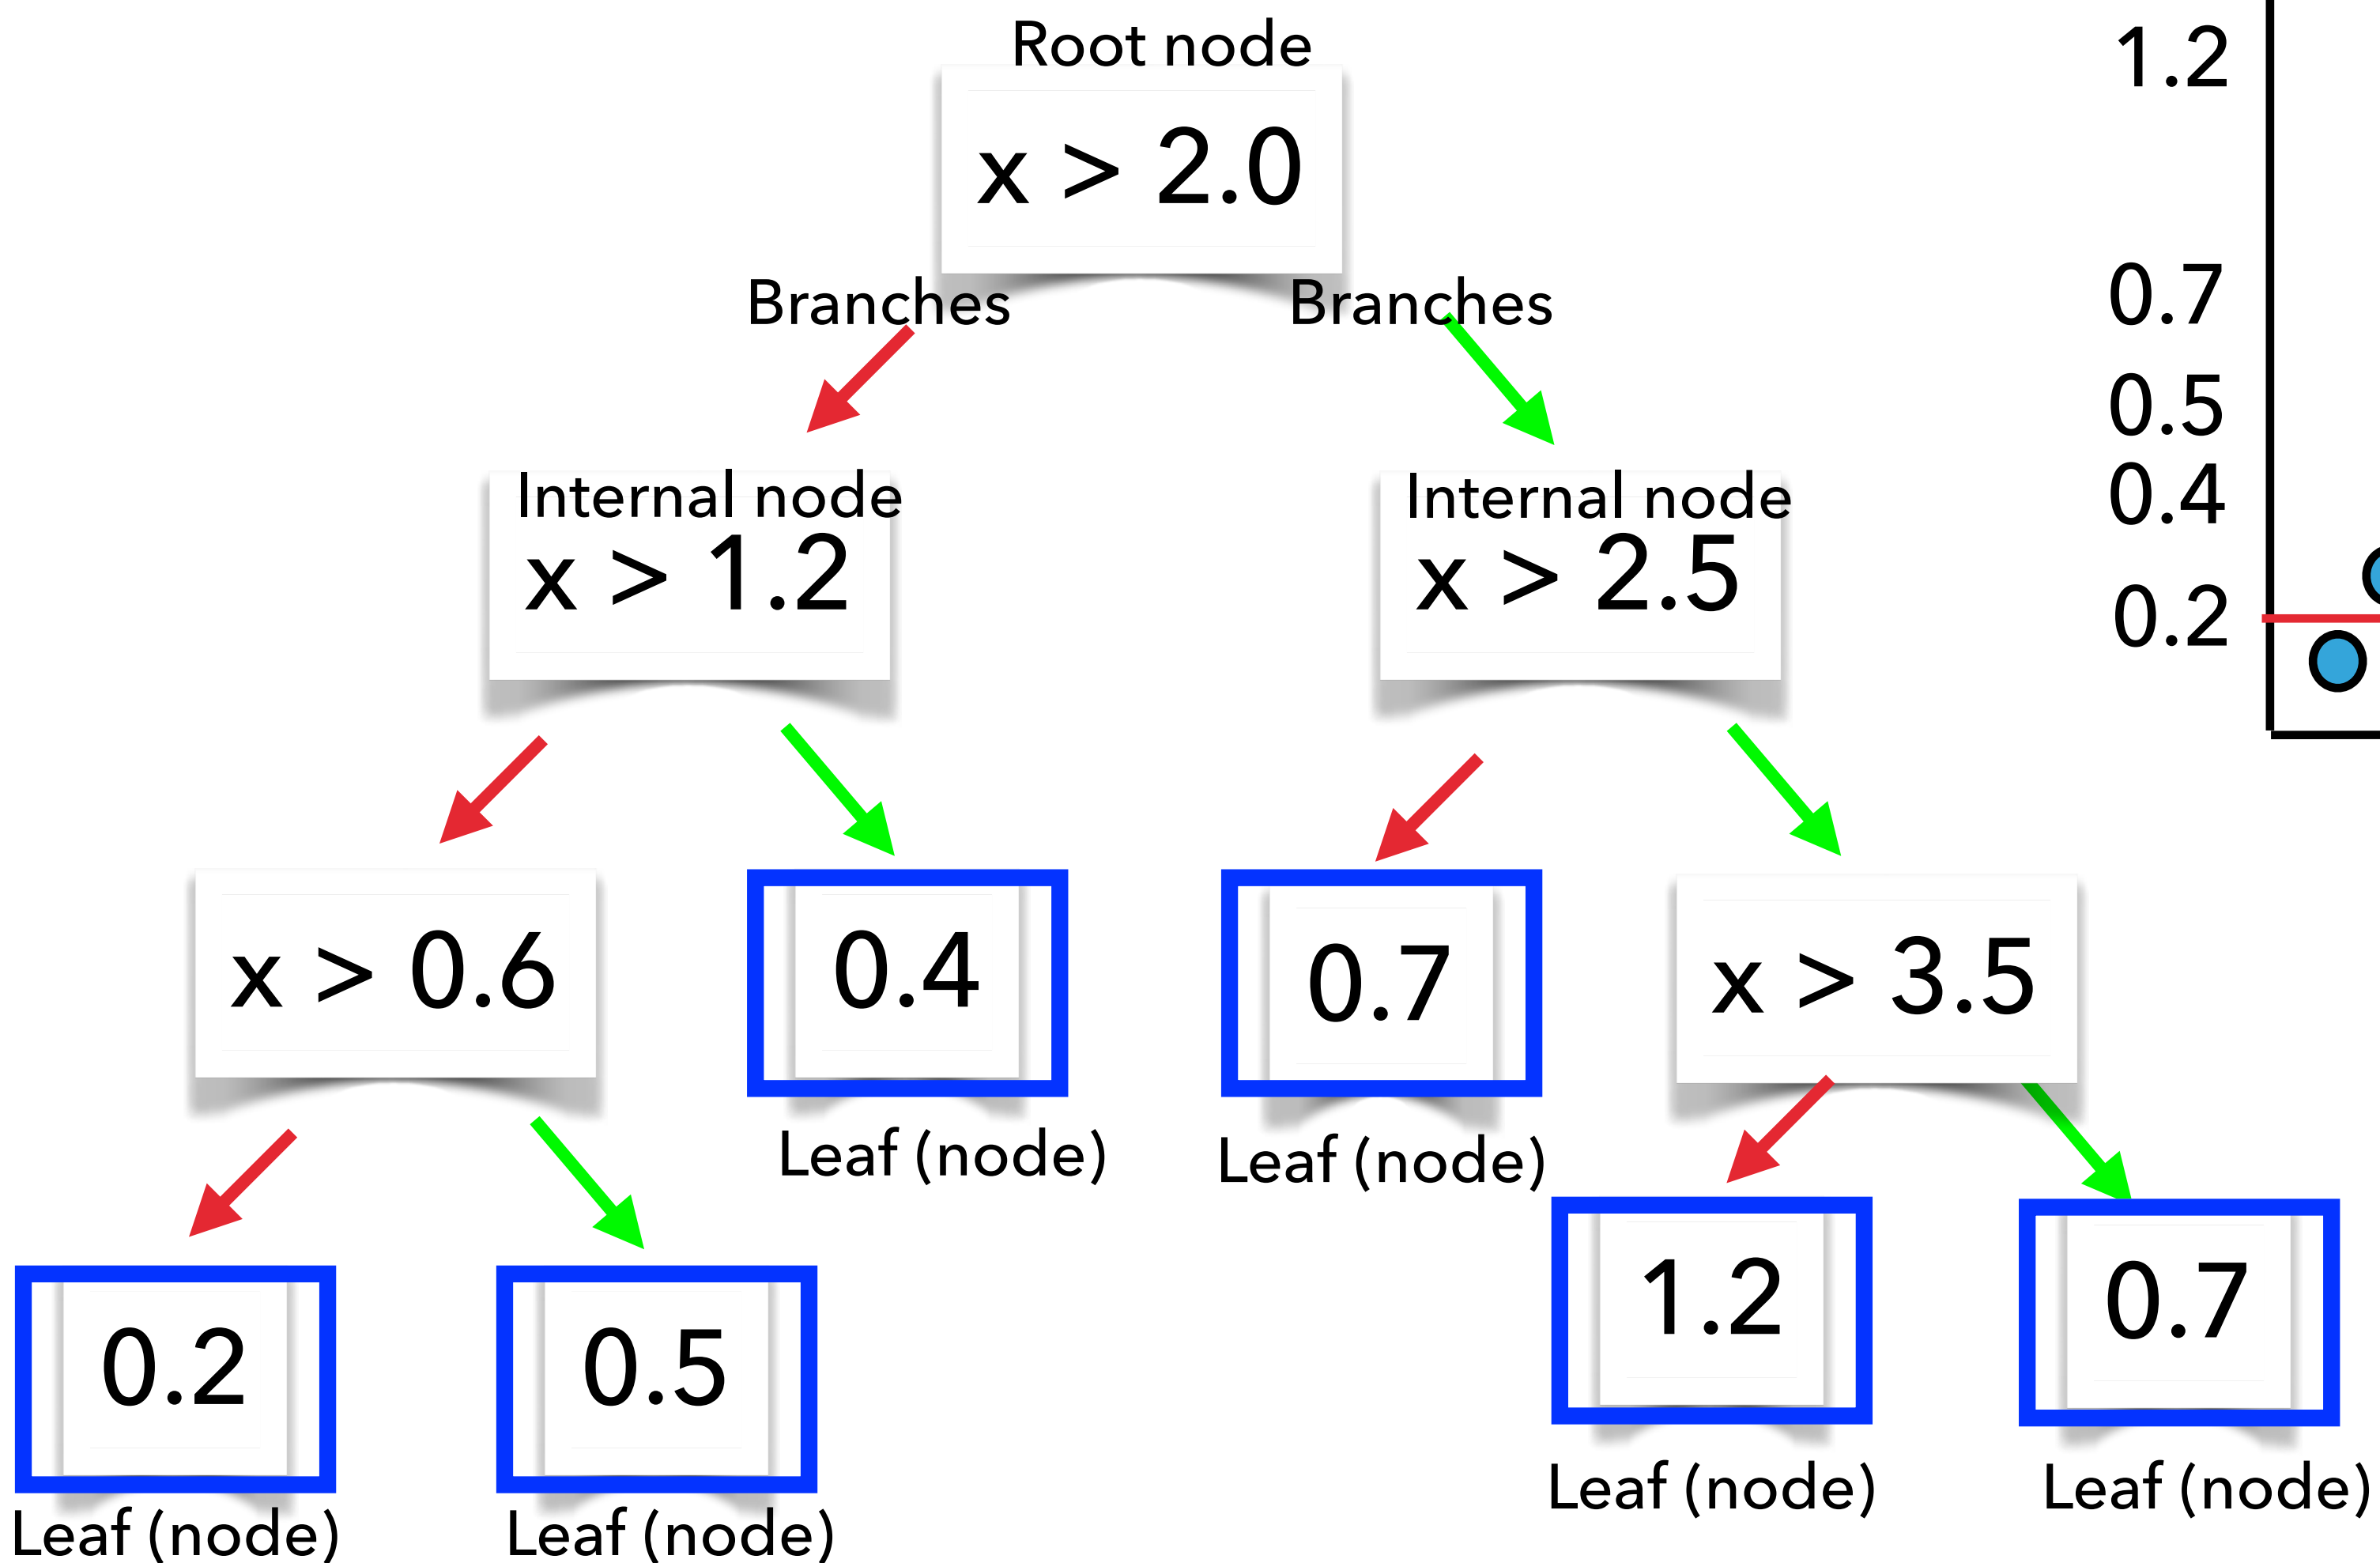 Root node
x > 2.0
Branches
Branches
Internal node
x > 1.2
Internal node
x > 2.5
x > 0.6
0.4
0.7
x > 3.5
Leaf (node)
Leaf (node)
0.2
0.5
1.2
0.7
Leaf (node)
Leaf (node)
Leaf (node)
Leaf (node)
1.2
0.7
0.5
0.4
0.2